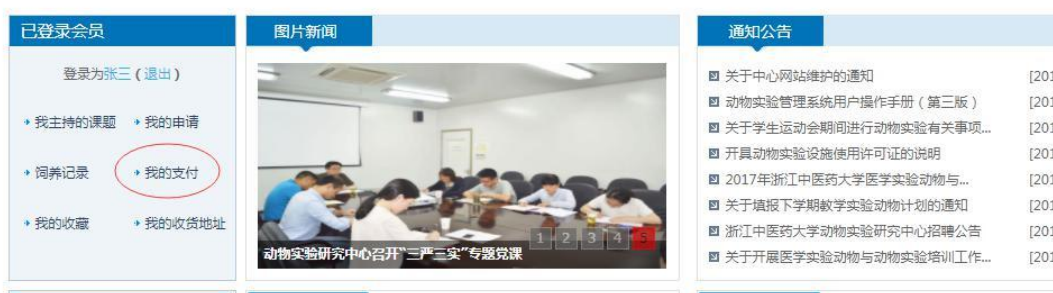 已登录会员
登录为张三 ( 退出 )
我主持的课题 我的申请
饲养记录 我的支付
我的收藏 我的收货地址
图片新闻
1 2 3 4 5
动物实验研究中心召开“三严三实”专题党课
通知公告
关于中心网站维护的通知 [201
动物实验管理系统用户操作手册（第三版） [201
关于学生运动会期间进行动物实验有关事项... [201
开具动物实验设施使用许可证的说明 [201
2017年浙江中医药大学医学实验动物与... [201
关于填报下学期教学实验动物计划的通知 [201
浙江中医药大学动物实验研究中心招聘公告 [201
关于开展医学实验动物与动物实验培训工作... [201